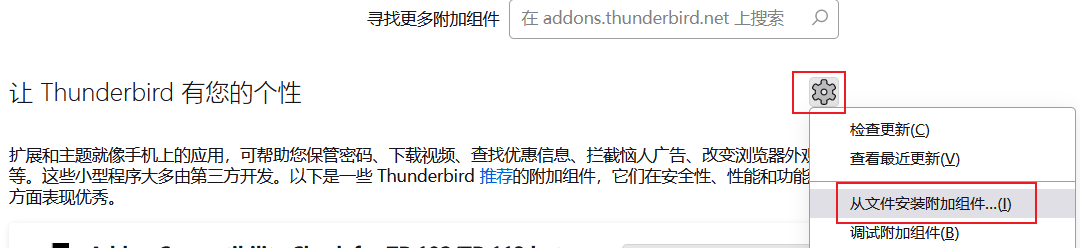 寻找更多附加组件
在 addons.thunderbird.net 上搜索
让 Thunderbird 有您的个性
检查更新(C)
查看最近更新(V)
从文件安装附加组件...(I)
调试附加组件(B)
扩展和主题就像手机上的应用，可帮助您保管密码、下载视频、查找优惠信息、拦截恼人广告、改变浏览器外观
等。这些小型程序大多由第三方开发。以下是一些 Thunderbird 推荐的附加组件，它们在安全性、性能和功能
方面表现优秀。